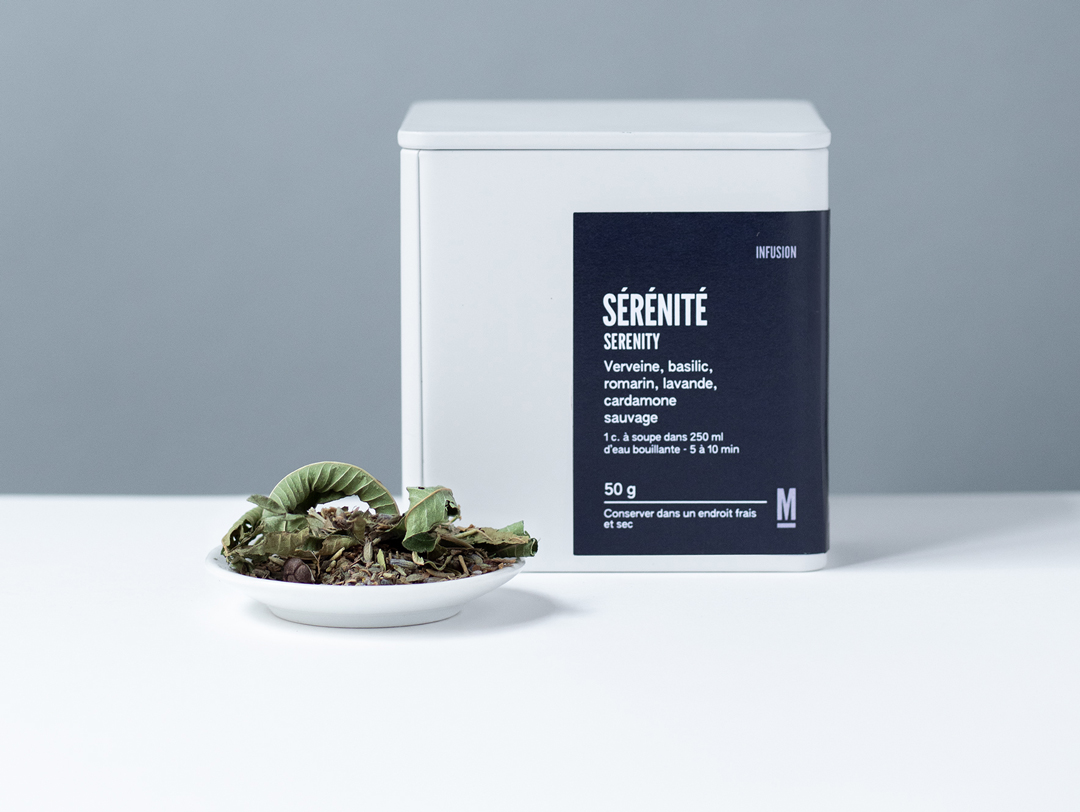 INFUSION
SÉRÉNITÉ
SERENITY
Verveine, basilic,
romarin, lavande,
cardamone
sauvage
1 c. à soupe dans 250 ml
d'eau bouillante - 5 à 10 min
50 g
M
Conserver dans un endroit frais
et sec